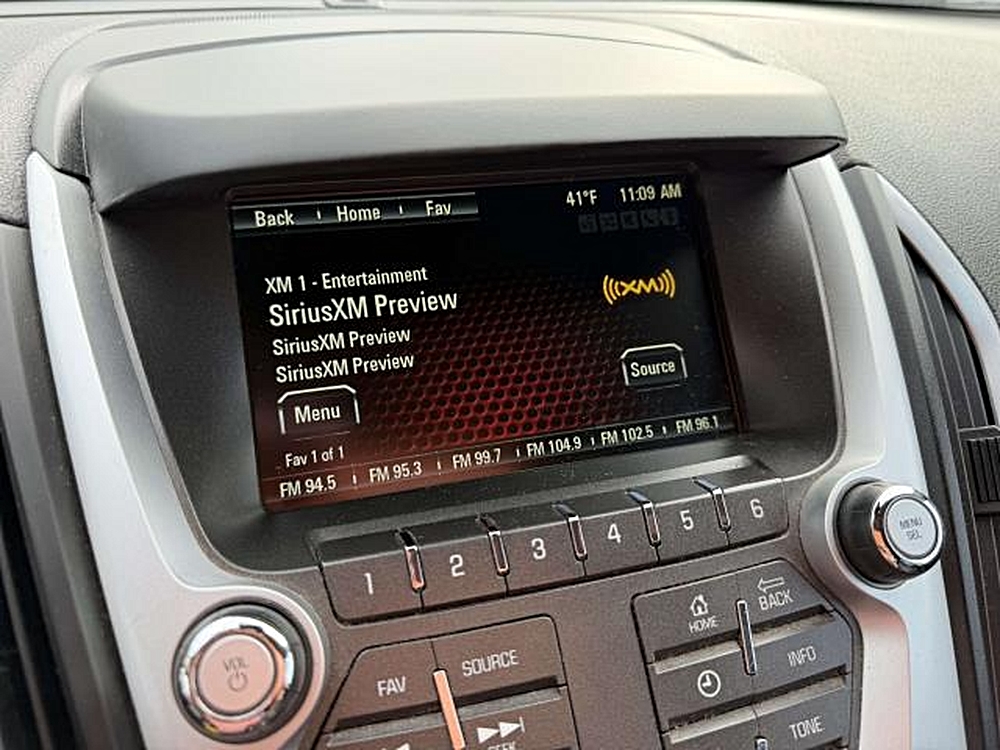 Back Home Fav 41°F 11:09 AM
XM 1 - Entertainment
SiriusXM Preview
XM
SiriusXM Preview
SiriusXM Preview
Source
Menu
Fav 1 of 1
FM 94.5 FM 95.3 FM 99.7 FM 104.9 FM 102.5 FM 96.1
1 2 3 4 5 6
MENU
SEL
HOME BACK
VOL
FAV SOURCE
INFO
SEEK
TONE